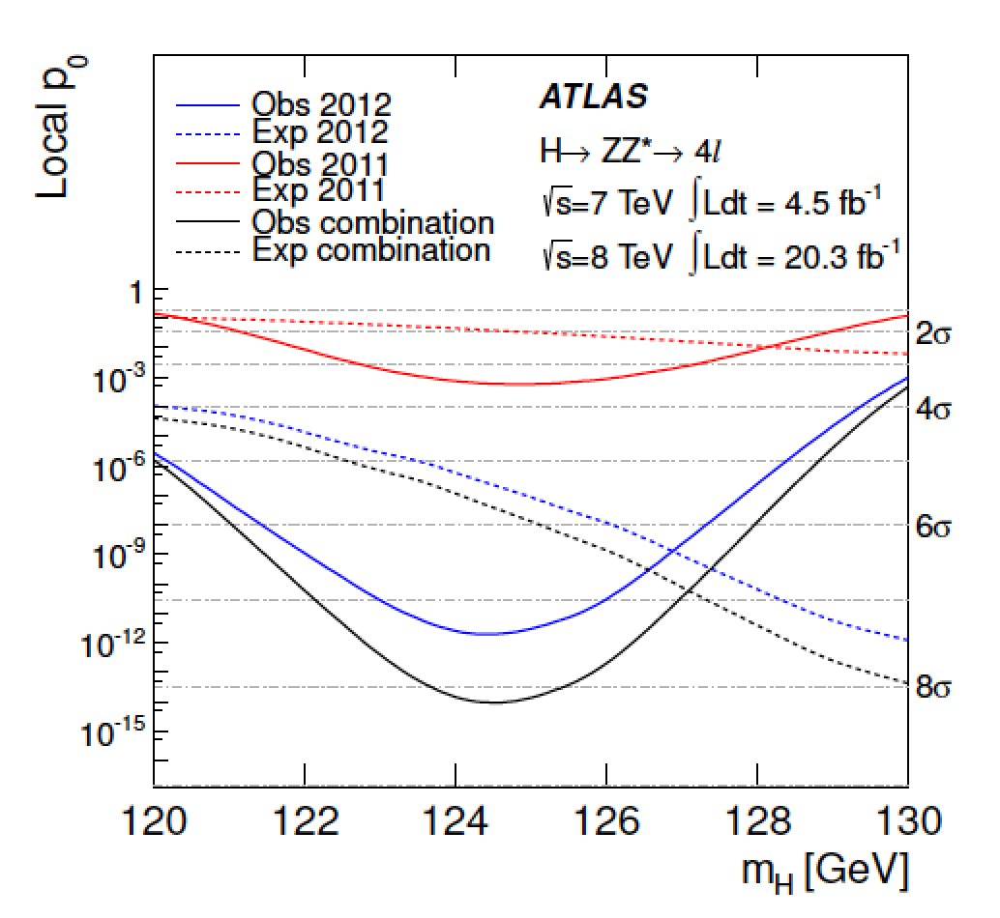 Local p₀
Obs 2012
Exp 2012
Obs 2011
Exp 2011
Obs combination
Exp combination
ATLAS
H→ ZZ*→ 4l
√s=7 TeV ∫Ldt = 4.5 fb⁻¹
√s=8 TeV ∫Ldt = 20.3 fb⁻¹
1
10⁻³
10⁻⁶
10⁻⁹
10⁻¹²
10⁻¹⁵
2σ
4σ
6σ
8σ
120 122 124 126 128 130
m_H [GeV]